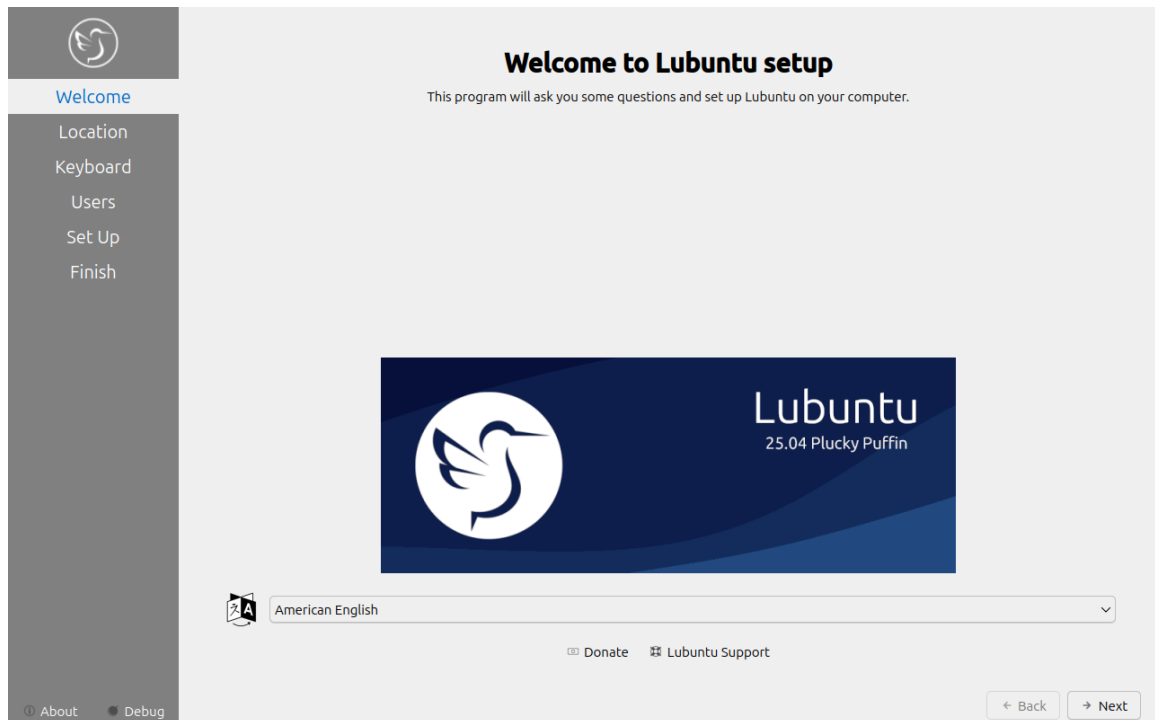 Welcome
Location
Keyboard
Users
Set Up
Finish
About
Debug
Welcome to Lubuntu setup
This program will ask you some questions and set up Lubuntu on your computer.
Lubuntu
25.04 Plucky Puffin
American English
Donate
Lubuntu Support
Back
Next